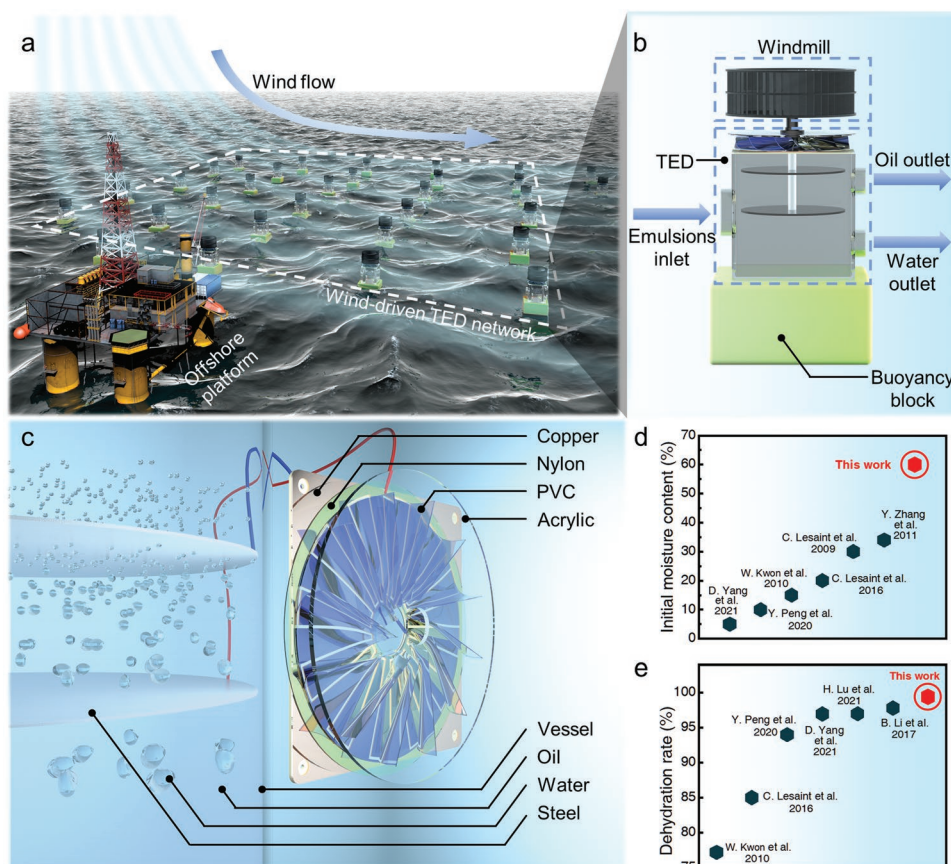 a
Wind flow
Wind-driven TED network
Offshore
platform
b
Windmill
TED
Oil outlet
Emulsions
inlet
Water
outlet
Buoyancy
block
c
Copper
Nylon
PVC
Acrylic
Vessel
Oil
Water
Steel
d
Initial moisture content (%)
70
60
50
40
30
20
10
0
This work
Y. Zhang
et al.
2011
C. Lesaint et al.
2009
W. Kwon et al.
2010
C. Lesaint et al.
2016
D. Yang
et al.
2021
Y. Peng et al.
2020
e
Dehydration rate (%)
100
95
90
85
80
75
This work
H. Lu et al.
2021
B. Li et al.
2017
Y. Peng et al.
2020
D. Yang
et al.
2021
C. Lesaint et al.
2016
W. Kwon et al.
2010